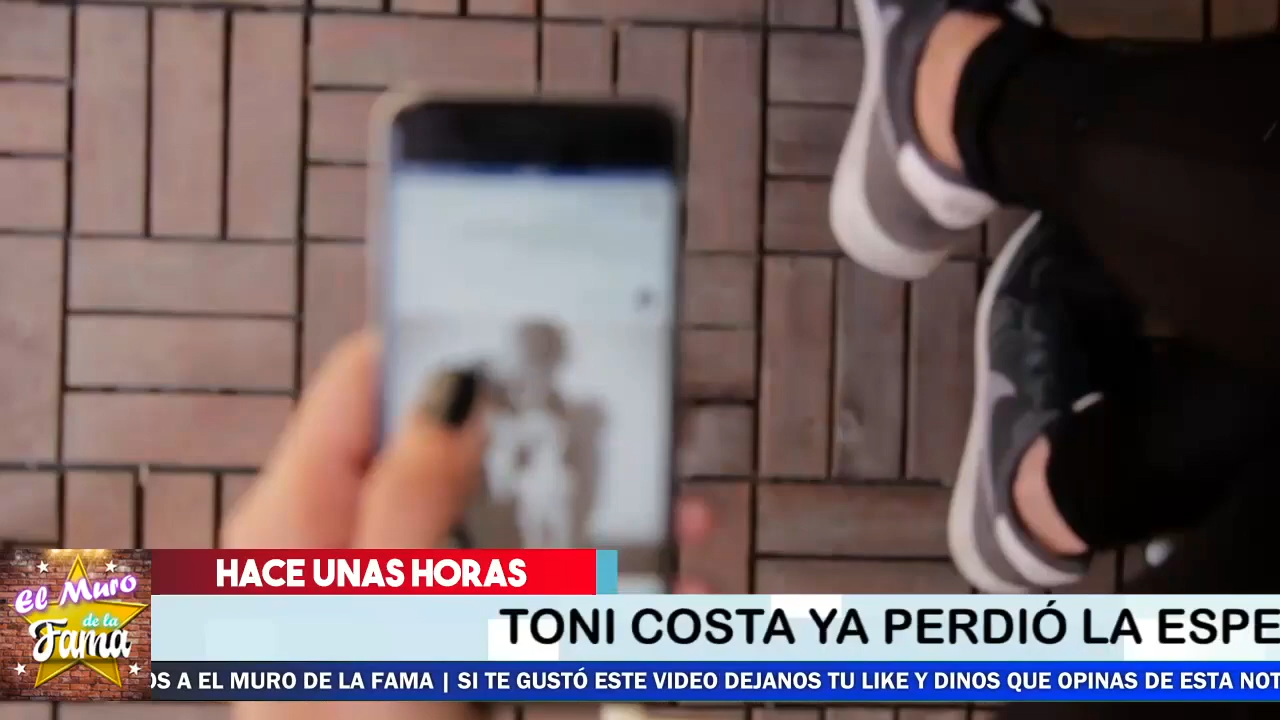 HACE UNAS HORAS
El Muro
de la
Fama
TONI COSTA YA PERDIÓ LA ESPE
OS A EL MURO DE LA FAMA | SI TE GUSTÓ ESTE VIDEO DEJANOS TU LIKE Y DINOS QUE OPINAS DE ESTA NOT